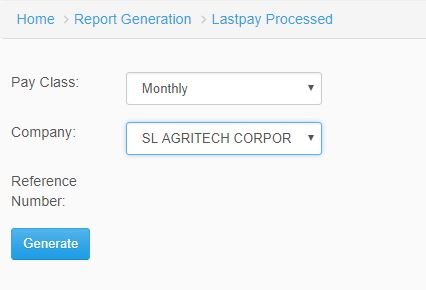 Home > Report Generation > Lastpay Processed
Pay Class: Monthly
Company: SL AGRITECH CORPOR
Reference
Number:
Generate